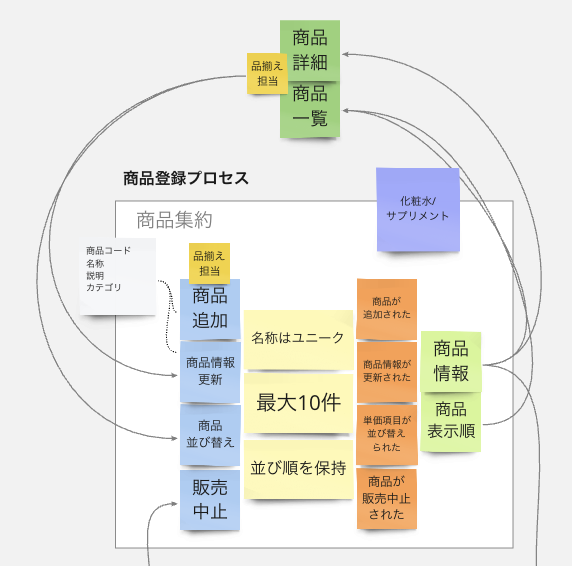 商品
詳細
品揃え
担当
商品
一覧
商品登録プロセス
化粧水/
サプリメント
商品集約
商品コード
名称
説明
カテゴリ
品揃え
担当
商品
追加
名称はユニーク
商品が
追加された
商品情報
更新
最大10件
商品情報が
更新された
商品
情報
商品
並び替え
並び順を保持
単価項目が
並び替え
られた
商品
表示順
販売
中止
商品が
販売中止
された